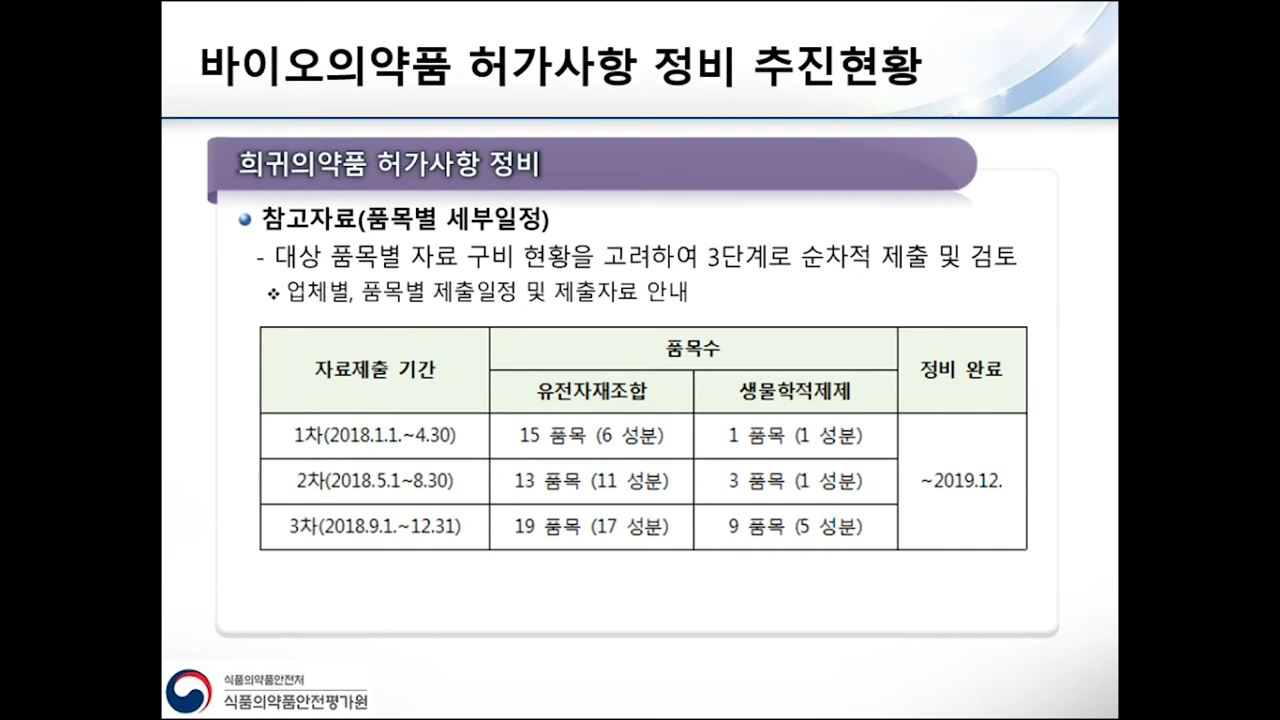 바이오의약품 허가사항 정비 추진현황
희귀의약품 허가사항 정비
참고자료(품목별 세부일정)
- 대상 품목별 자료 구비 현황을 고려하여 3단계로 순차적 제출 및 검토
❖ 업체별, 품목별 제출일정 및 제출자료 안내
자료제출 기간 품목수 정비 완료
유전자재조합 생물학적제제
1차(2018.1.1.~4.30) 15 품목 (6 성분) 1 품목 (1 성분)
2차(2018.5.1~8.30) 13 품목 (11 성분) 3 품목 (1 성분) ~2019.12.
3차(2018.9.1.~12.31) 19 품목 (17 성분) 9 품목 (5 성분)
식품의약품안전처
식품의약품안전평가원